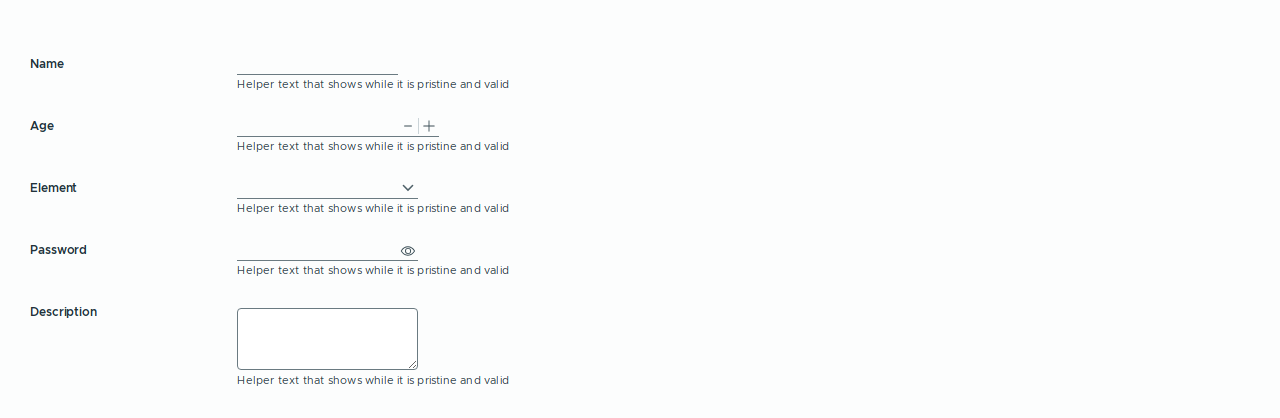 Name
Helper text that shows while it is pristine and valid
Age
Helper text that shows while it is pristine and valid
Element
Helper text that shows while it is pristine and valid
Password
Helper text that shows while it is pristine and valid
Description
Helper text that shows while it is pristine and valid